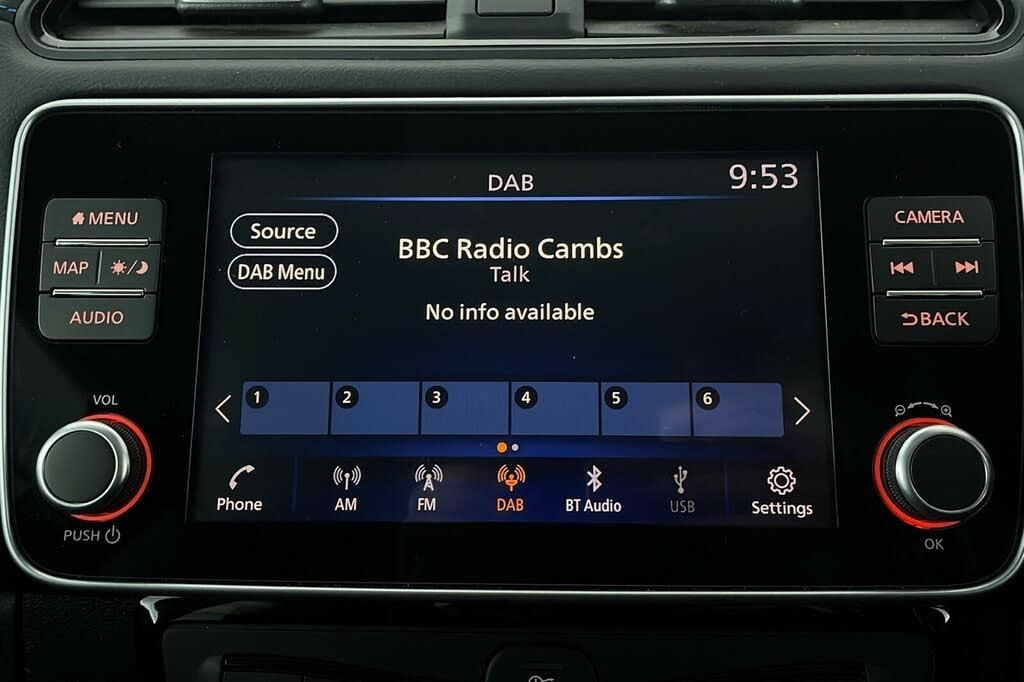 DAB
9:53
MENU
MAP
AUDIO
VOL
PUSH
Source
DAB Menu
BBC Radio Cambs
Talk
No info available
1 2 3 4 5 6
Phone AM FM DAB BT Audio USB Settings
CAMERA
BACK
OK